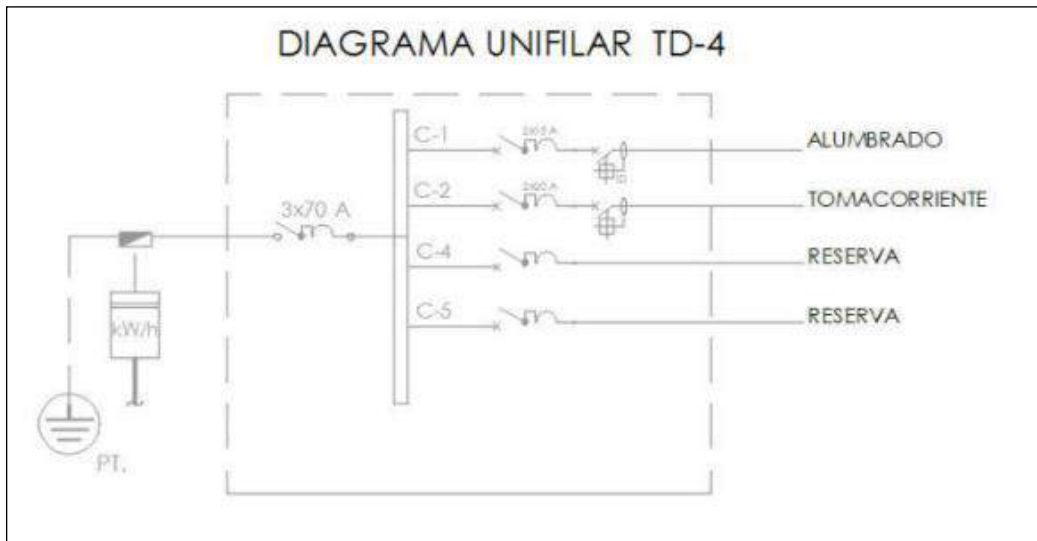 DIAGRAMA UNIFILAR TD-4
C-1
ALUMBRADO
C-2
TOMACORRIENTE
3x70 A
C-4
RESERVA
C-5
RESERVA
kW/h
PT.